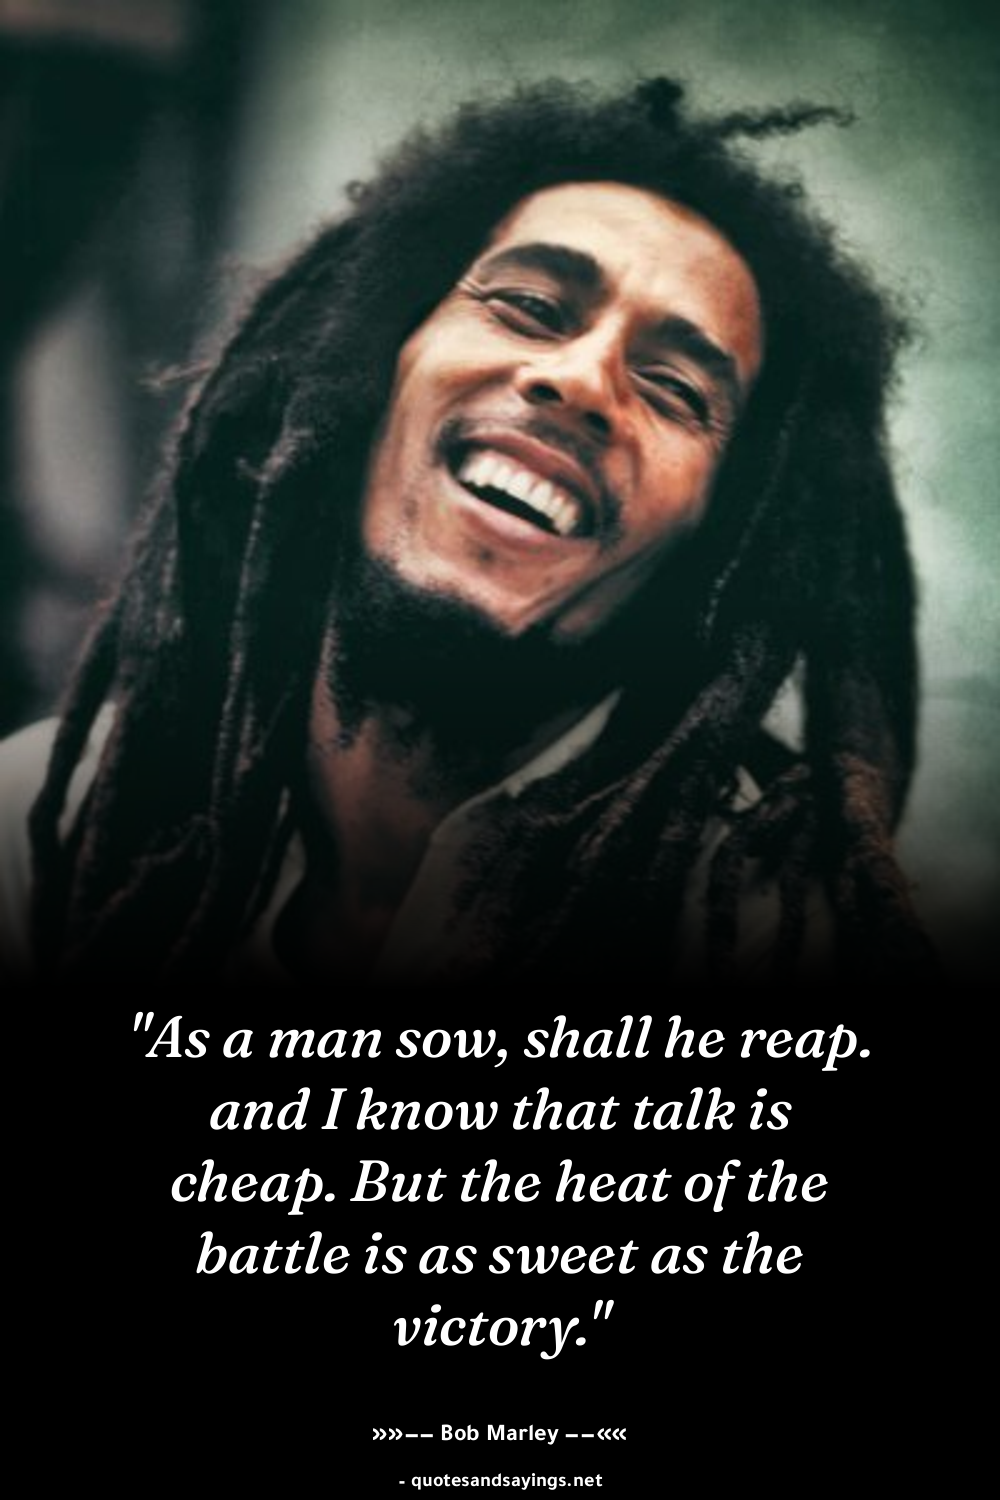 "As a man sow, shall he reap.
and I know that talk is
cheap. But the heat of the
battle is as sweet as the
victory."
»»−− Bob Marley −−««
- quotesandsayings.net